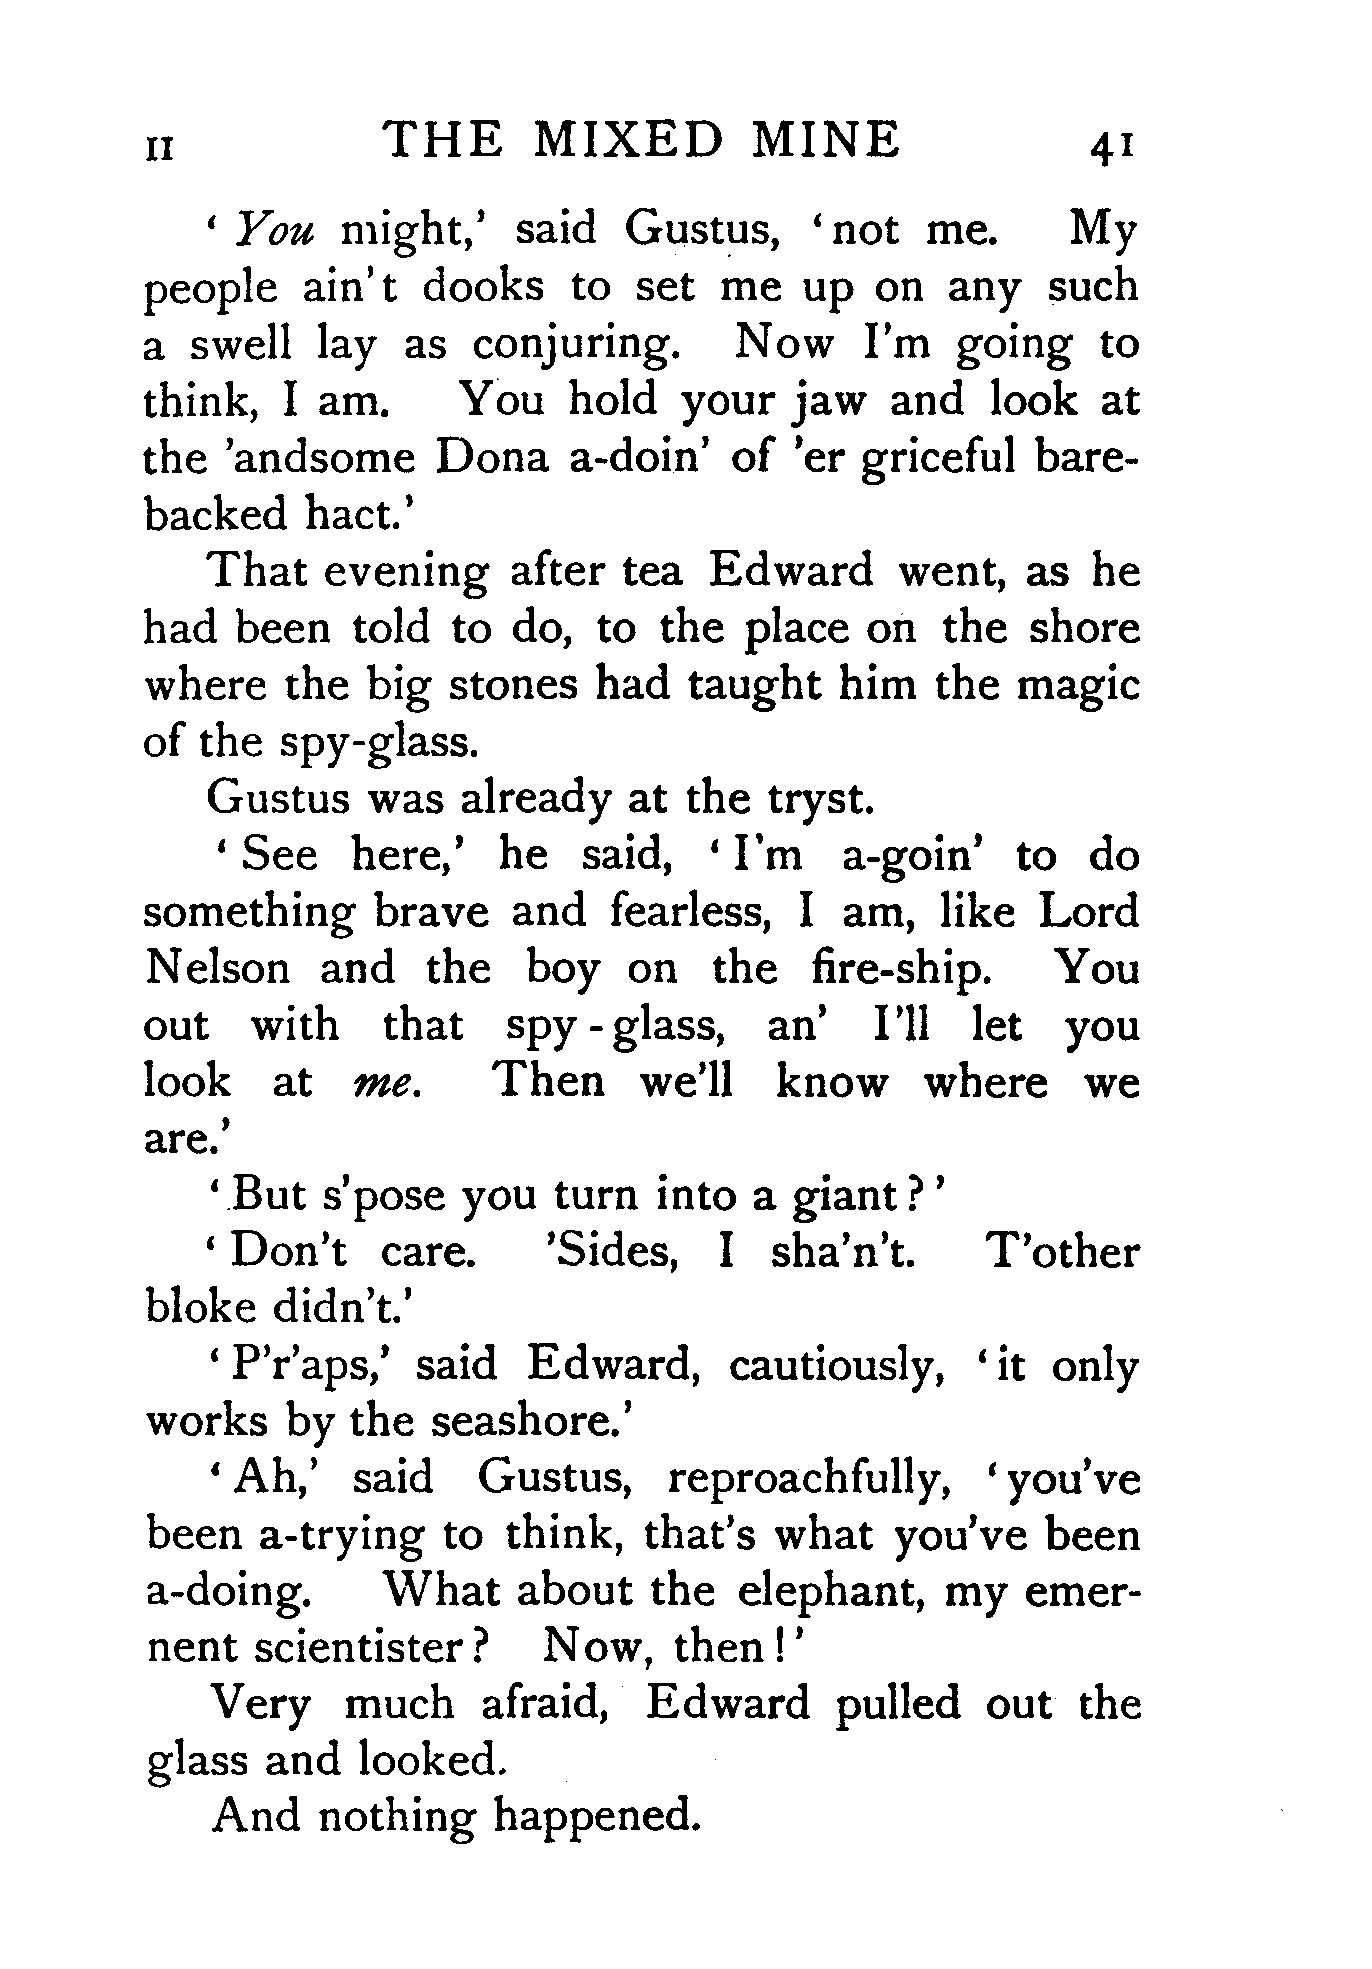 II THE MIXED MINE 41
‘ You might,’ said Gustus, ‘not me. My
people ain’t dooks to set me up on any such
a swell lay as conjuring. Now I’m going to
think, I am. You hold your jaw and look at
the ’andsome Dona a-doin’ of ’er griceful bare-
backed hact.’
That evening after tea Edward went, as he
had been told to do, to the place on the shore
where the big stones had taught him the magic
of the spy-glass.
Gustus was already at the tryst.
‘ See here,’ he said, ‘ I’m a-goin’ to do
something brave and fearless, I am, like Lord
Nelson and the boy on the fire-ship. You
out with that spy-glass, an’ I’ll let you
look at me. Then we’ll know where we
are.’
‘ But s’pose you turn into a giant?’
‘ Don’t care. ’Sides, I sha’n’t. T’other
bloke didn’t.’
‘ P’r’aps,’ said Edward, cautiously, ‘it only
works by the seashore.’
‘ Ah,’ said Gustus, reproachfully, ‘you’ve
been a-trying to think, that’s what you’ve been
a-doing. What about the elephant, my emer-
nent scientister? Now, then!’
Very much afraid, Edward pulled out the
glass and looked.
And nothing happened.